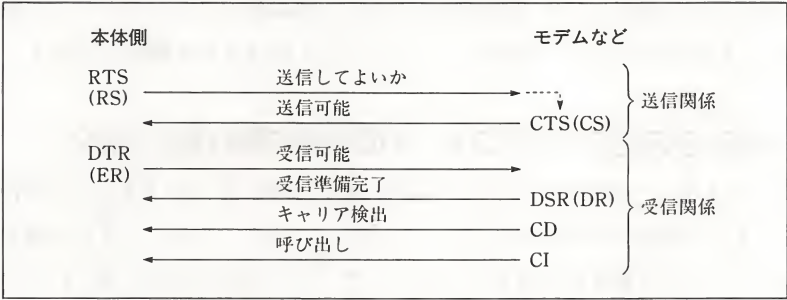 本体側 モデムなど
RTS 送信してよいか
(RS)
送信可能
CTS(CS)
送信関係
DTR 受信可能
(ER)
受信準備完了
DSR(DR)
キャリア検出
CD
呼び出し
CI
受信関係